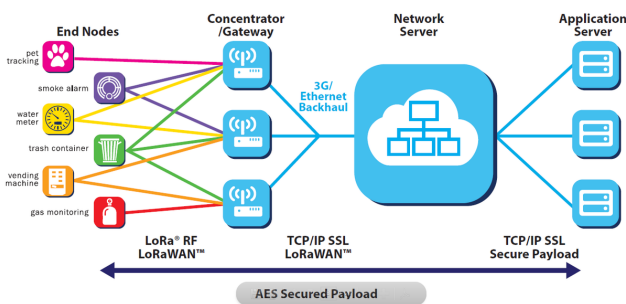 End Nodes
Concentrator
/Gateway
Network
Server
Application
Server
pet
tracking
smoke alarm
water
meter
trash container
vending
machine
gas monitoring
3G/
Ethernet
Backhaul
LoRa® RF
LoRaWAN™
TCP/IP SSL
LoRaWAN™
TCP/IP SSL
Secure Payload
AES Secured Payload